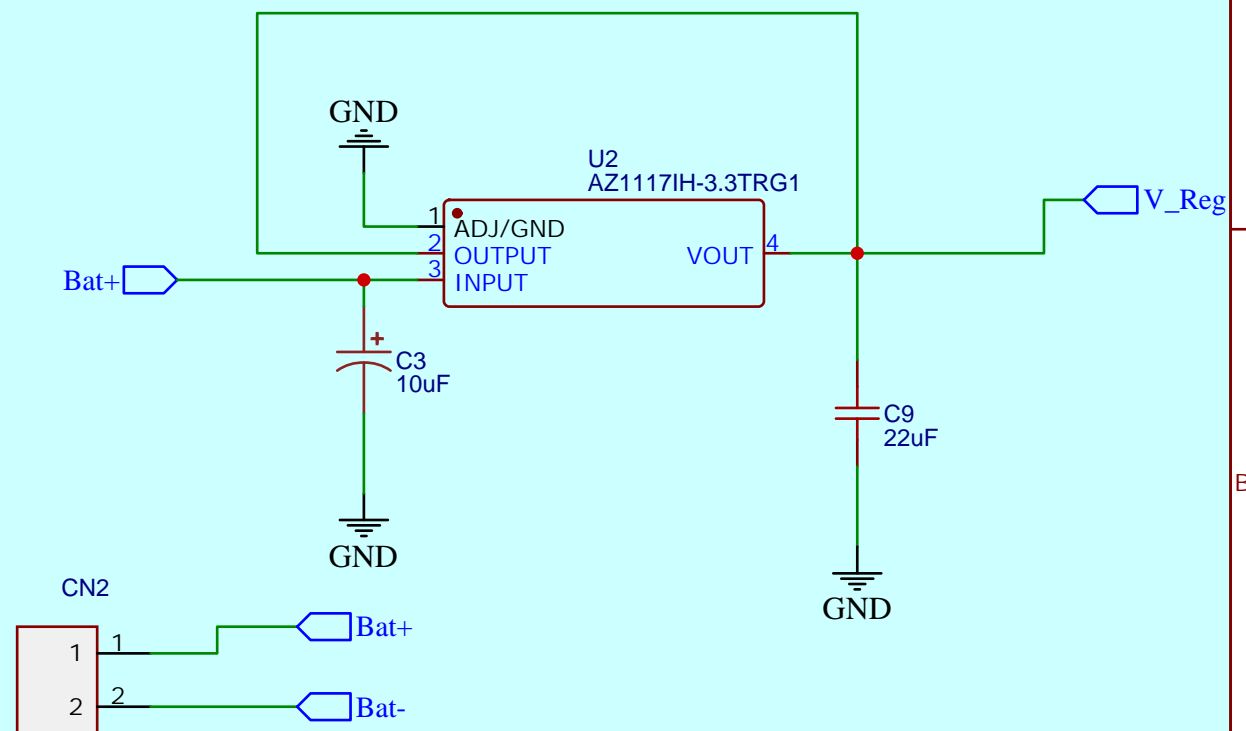 GND
U2
AZ1117IH-3.3TRG1
V_Reg
1
ADJ/GND
2
OUTPUT
VOUT
4
Bat+
3
INPUT
+
C3
10uF
C9
22uF
B
GND
CN2
GND
1
1
Bat+
2
2
Bat-